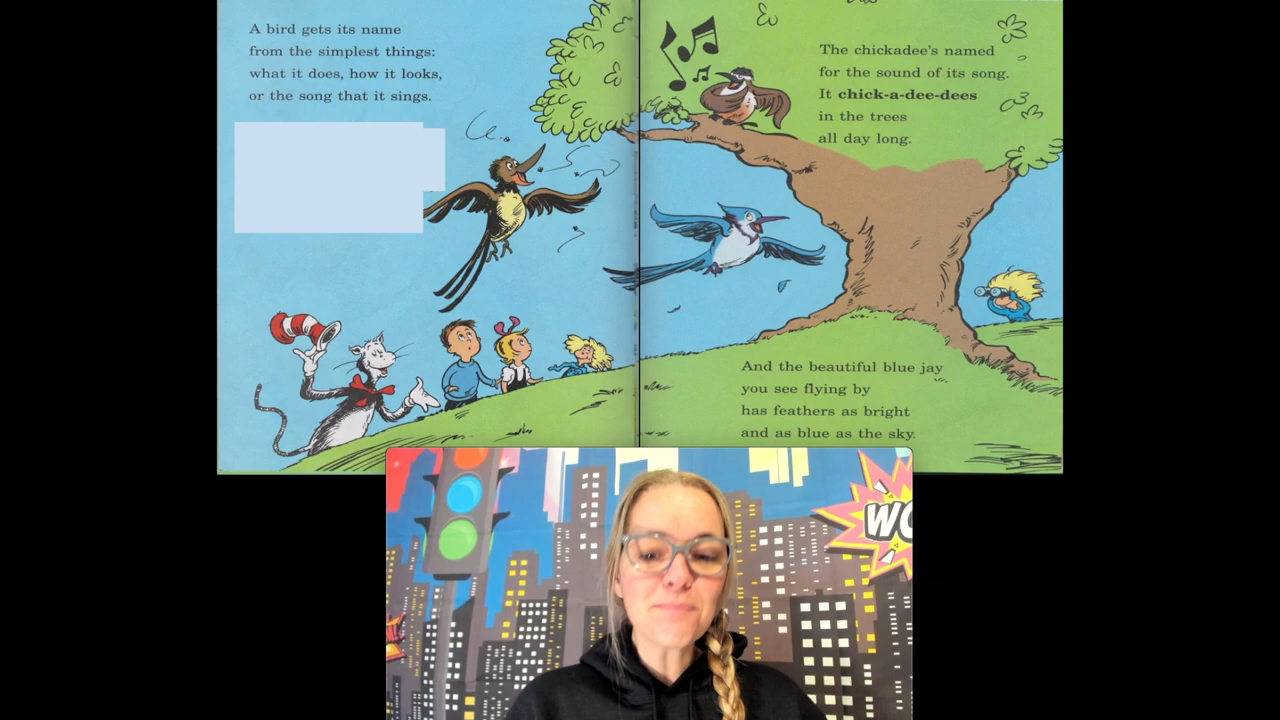 A bird gets its name
from the simplest things:
what it does, how it looks,
or the song that it sings.
The chickadee's named
for the sound of its song.
It chick-a-dee-dees
in the trees
all day long.
And the beautiful blue jay
you see flying by
has feathers as bright
and as blue as the sky.